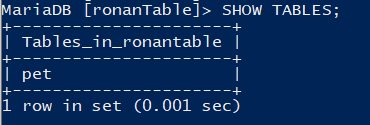 MariaDB [ronanTable]> SHOW TABLES;
+----------------------+
| Tables_in_ronantable |
+----------------------+
| pet                  |
+----------------------+
1 row in set (0.001 sec)